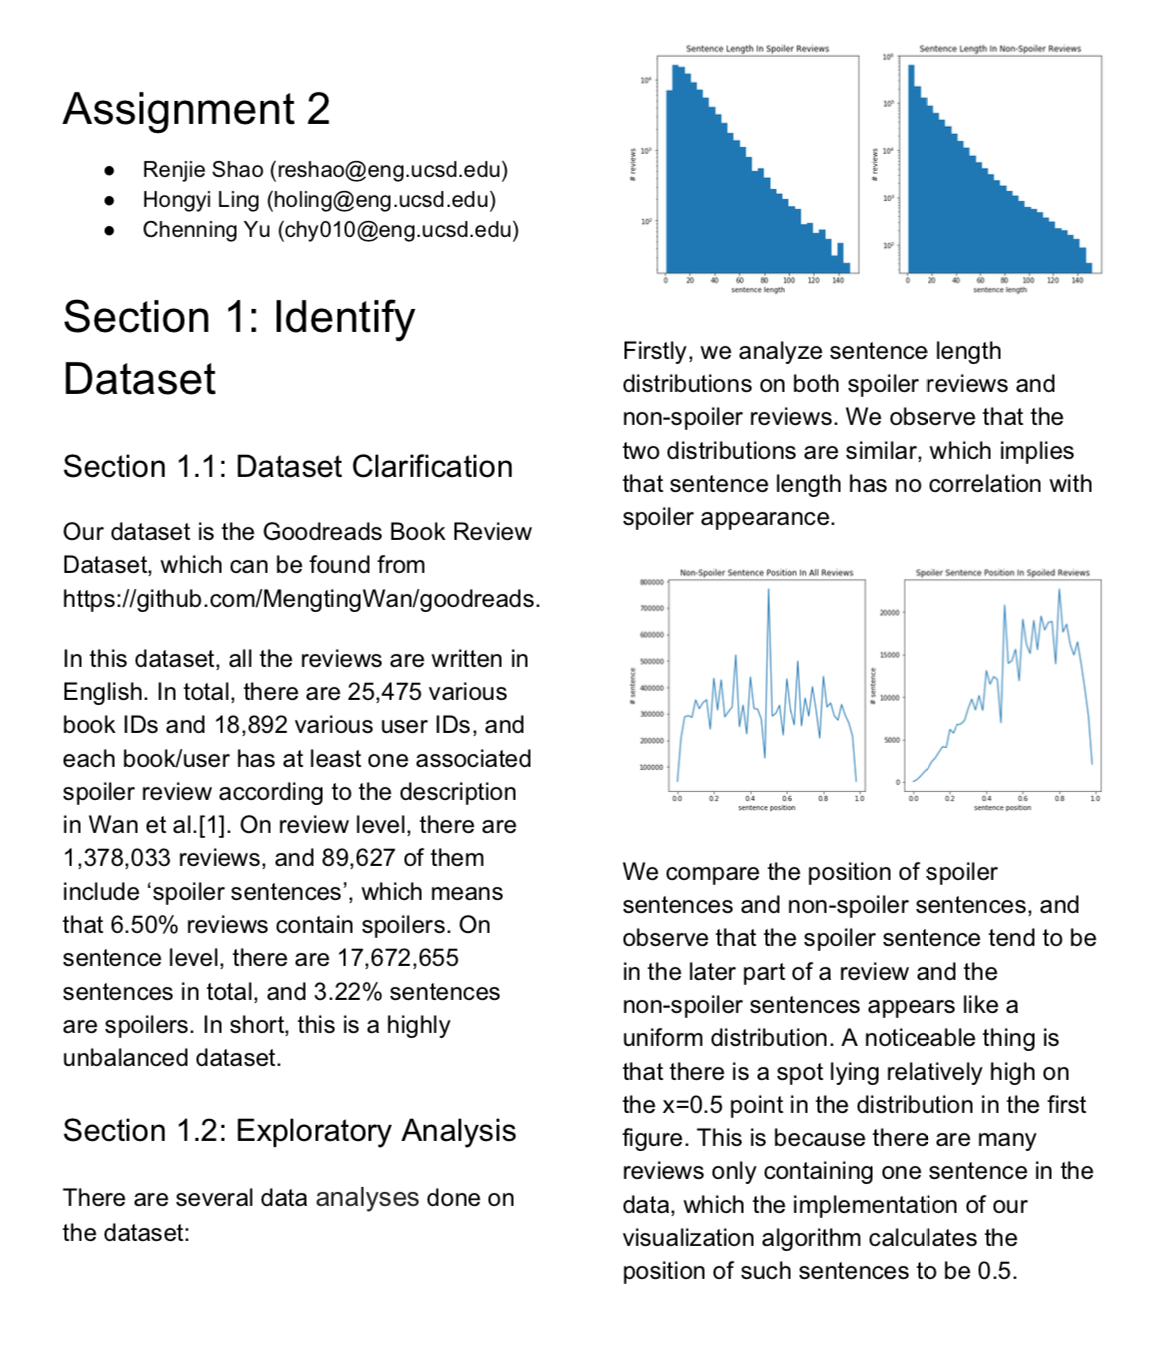 Assignment 2
● Renjie Shao (reshao@eng.ucsd.edu)
● Hongyi Ling (holing@eng.ucsd.edu)
● Chenning Yu (chy010@eng.ucsd.edu)
Section 1: Identify
Dataset
Section 1.1: Dataset Clarification
Our dataset is the Goodreads Book Review
Dataset, which can be found from
https://github.com/MengtingWan/goodreads.
In this dataset, all the reviews are written in
English. In total, there are 25,475 various
book IDs and 18,892 various user IDs, and
each book/user has at least one associated
spoiler review according to the description
in Wan et al.[1]. On review level, there are
1,378,033 reviews, and 89,627 of them
include ‘spoiler sentences’, which means
that 6.50% reviews contain spoilers. On
sentence level, there are 17,672,655
sentences in total, and 3.22% sentences
are spoilers. In short, this is a highly
unbalanced dataset.
Section 1.2: Exploratory Analysis
There are several data analyses done on
the dataset:
Sentence Length In Spoiler Reviews
# reviews
10⁴
10³
10²
0 20 40 60 80 100 120 140
sentence length
Sentence Length In Non-Spoiler Reviews
# reviews
10⁶
10⁵
10⁴
10³
10²
0 20 40 60 80 100 120 140
sentence length
Firstly, we analyze sentence length
distributions on both spoiler reviews and
non-spoiler reviews. We observe that the
two distributions are similar, which implies
that sentence length has no correlation with
spoiler appearance.
Non-Spoiler Sentence Position In All Reviews
# sentence
800000
700000
600000
500000
400000
300000
200000
100000
0.0 0.2 0.4 0.6 0.8 1.0
sentence position
Spoiler Sentence Position In Spoiled Reviews
# sentence
20000
15000
10000
5000
0
0.0 0.2 0.4 0.6 0.8 1.0
sentence position
We compare the position of spoiler
sentences and non-spoiler sentences, and
observe that the spoiler sentence tend to be
in the later part of a review and the
non-spoiler sentences appears like a
uniform distribution. A noticeable thing is
that there is a spot lying relatively high on
the x=0.5 point in the distribution in the first
figure. This is because there are many
reviews only containing one sentence in the
data, which the implementation of our
visualization algorithm calculates the
position of such sentences to be 0.5.